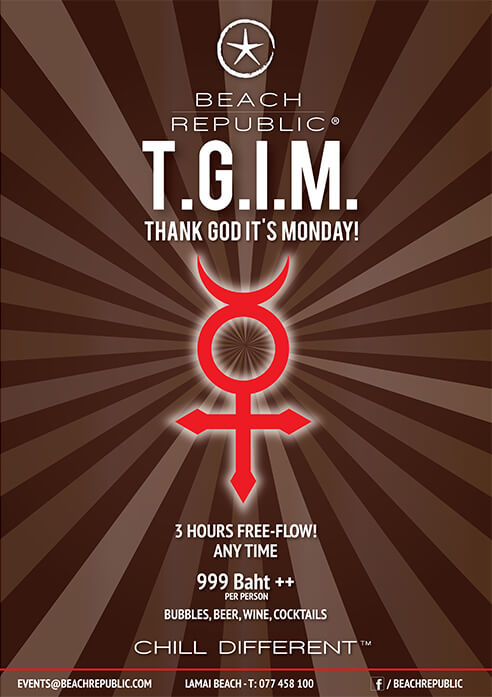 BEACH
REPUBLIC®
T.G.I.M.
THANK GOD IT'S MONDAY!
3 HOURS FREE-FLOW!
ANY TIME
999 Baht ++
PER PERSON
BUBBLES, BEER, WINE, COCKTAILS
CHILL DIFFERENT™
EVENTS@BEACHREPUBLIC.COM LAMAI BEACH - T: 077 458 100 f / BEACHREPUBLIC